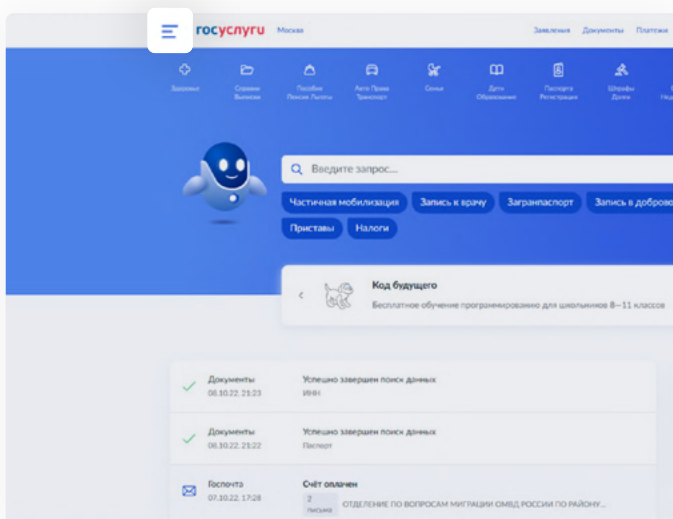 госуслуги Москва Заявления Документы Платежи
Здоровье Справки Выписки Пособия Пенсия Льготы Авто Права Транспорт Семья Дети Образование Паспорта Регистрация Штрафы Долги
Введите запрос...
Частичная мобилизация Запись к врачу Загранпаспорт Запись в доброво
Приставы Налоги
Код будущего
Бесплатное обучение программированию для школьников 8—11 классов
Документы Успешно завершен поиск данных
08.10.22, 21:23 ИНН
Документы Успешно завершен поиск данных
08.10.22, 21:22 Паспорт
Госпочта Счёт оплачен
07.10.22, 17:28 2 письма ОТДЕЛЕНИЕ ПО ВОПРОСАМ МИГРАЦИИ ОМВД РОССИИ ПО РАЙОНУ...